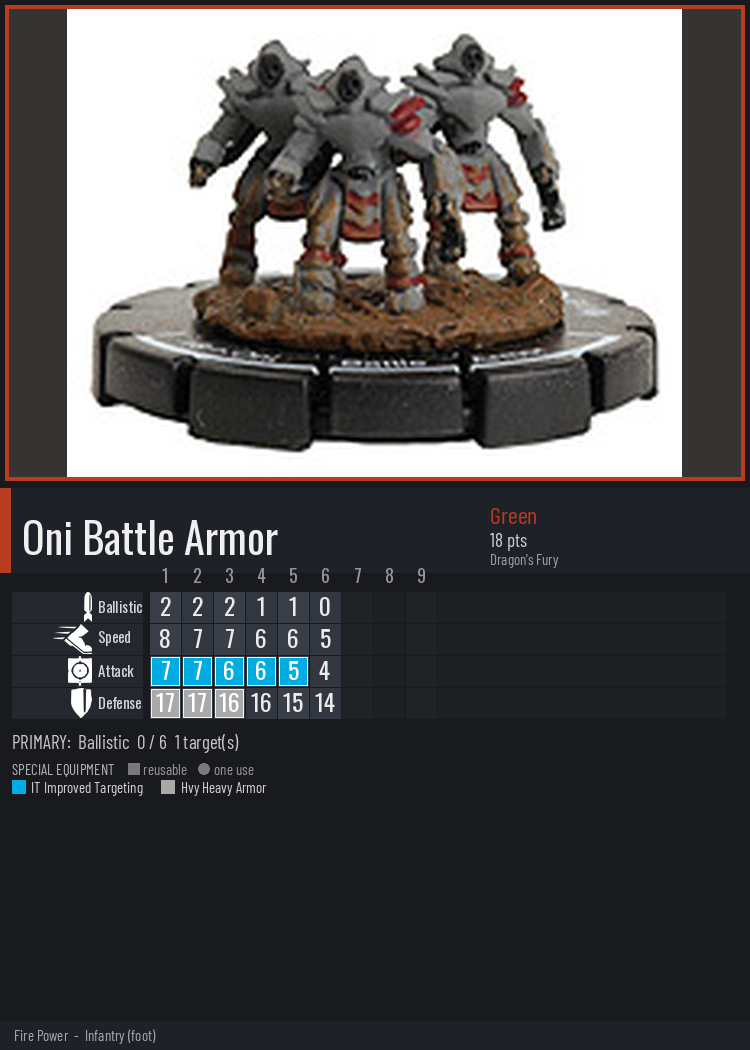 Oni Battle Armor
Green
18 pts
Dragon's Fury
1 2 3 4 5 6 7 8 9
Ballistic 2 2 2 1 1 0
Speed 8 7 7 6 6 5
Attack 7 7 6 6 5 4
Defense 17 17 16 16 15 14
PRIMARY: Ballistic 0 / 6 1 target(s)
SPECIAL EQUIPMENT reusable one use
IT Improved Targeting Hvy Heavy Armor
Fire Power - Infantry (foot)